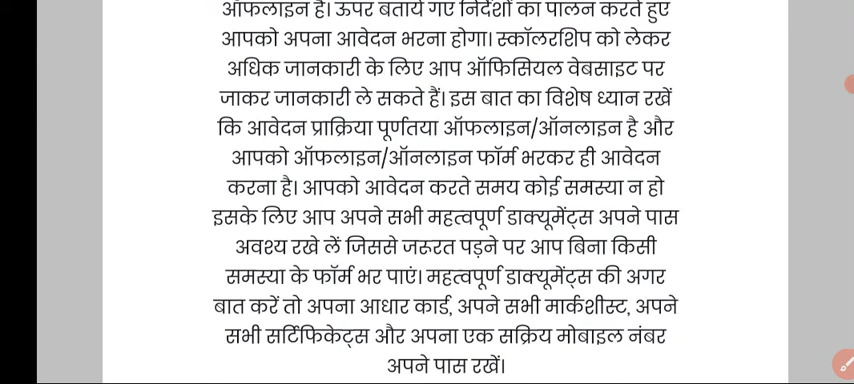 ऑफलाइन है। ऊपर बताये गए निर्देशों का पालन करते हुए
आपको अपना आवेदन भरना होगा। स्कॉलरशिप को लेकर
अधिक जानकारी के लिए आप ऑफिसियल वेबसाइट पर
जाकर जानकारी ले सकते हैं। इस बात का विशेष ध्यान रखें
कि आवेदन प्राक्रिया पूर्णतया ऑफलाइन/ऑनलाइन है और
आपको ऑफलाइन/ऑनलाइन फॉर्म भरकर ही आवेदन
करना है। आपको आवेदन करते समय कोई समस्या न हो
इसके लिए आप अपने सभी महत्वपूर्ण डाक्यूमेंट्स अपने पास
अवश्य रखे लें जिससे जरूरत पड़ने पर आप बिना किसी
समस्या के फॉर्म भर पाएं। महत्वपूर्ण डाक्यूमेंट्स की अगर
बात करें तो अपना आधार कार्ड, अपने सभी मार्कशीस्ट, अपने
सभी सर्टिफिकेट्स और अपना एक सक्रिय मोबाइल नंबर
अपने पास रखें।